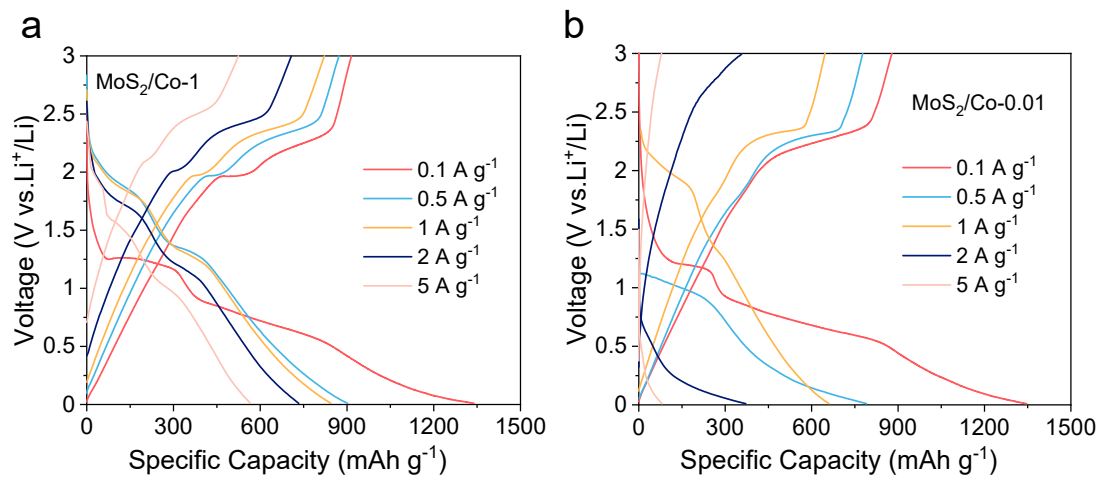 a
MoS₂/Co-1
3
2.5
2
1.5
1
0.5
0
Voltage (V vs.Li⁺/Li)
0.1 A g⁻¹
0.5 A g⁻¹
1 A g⁻¹
2 A g⁻¹
5 A g⁻¹
0 300 600 900 1200 1500
Specific Capacity (mAh g⁻¹)
b
MoS₂/Co-0.01
3
2.5
2
1.5
1
0.5
0
Voltage (V vs.Li⁺/Li)
0.1 A g⁻¹
0.5 A g⁻¹
1 A g⁻¹
2 A g⁻¹
5 A g⁻¹
0 300 600 900 1200 1500
Specific Capacity (mAh g⁻¹)